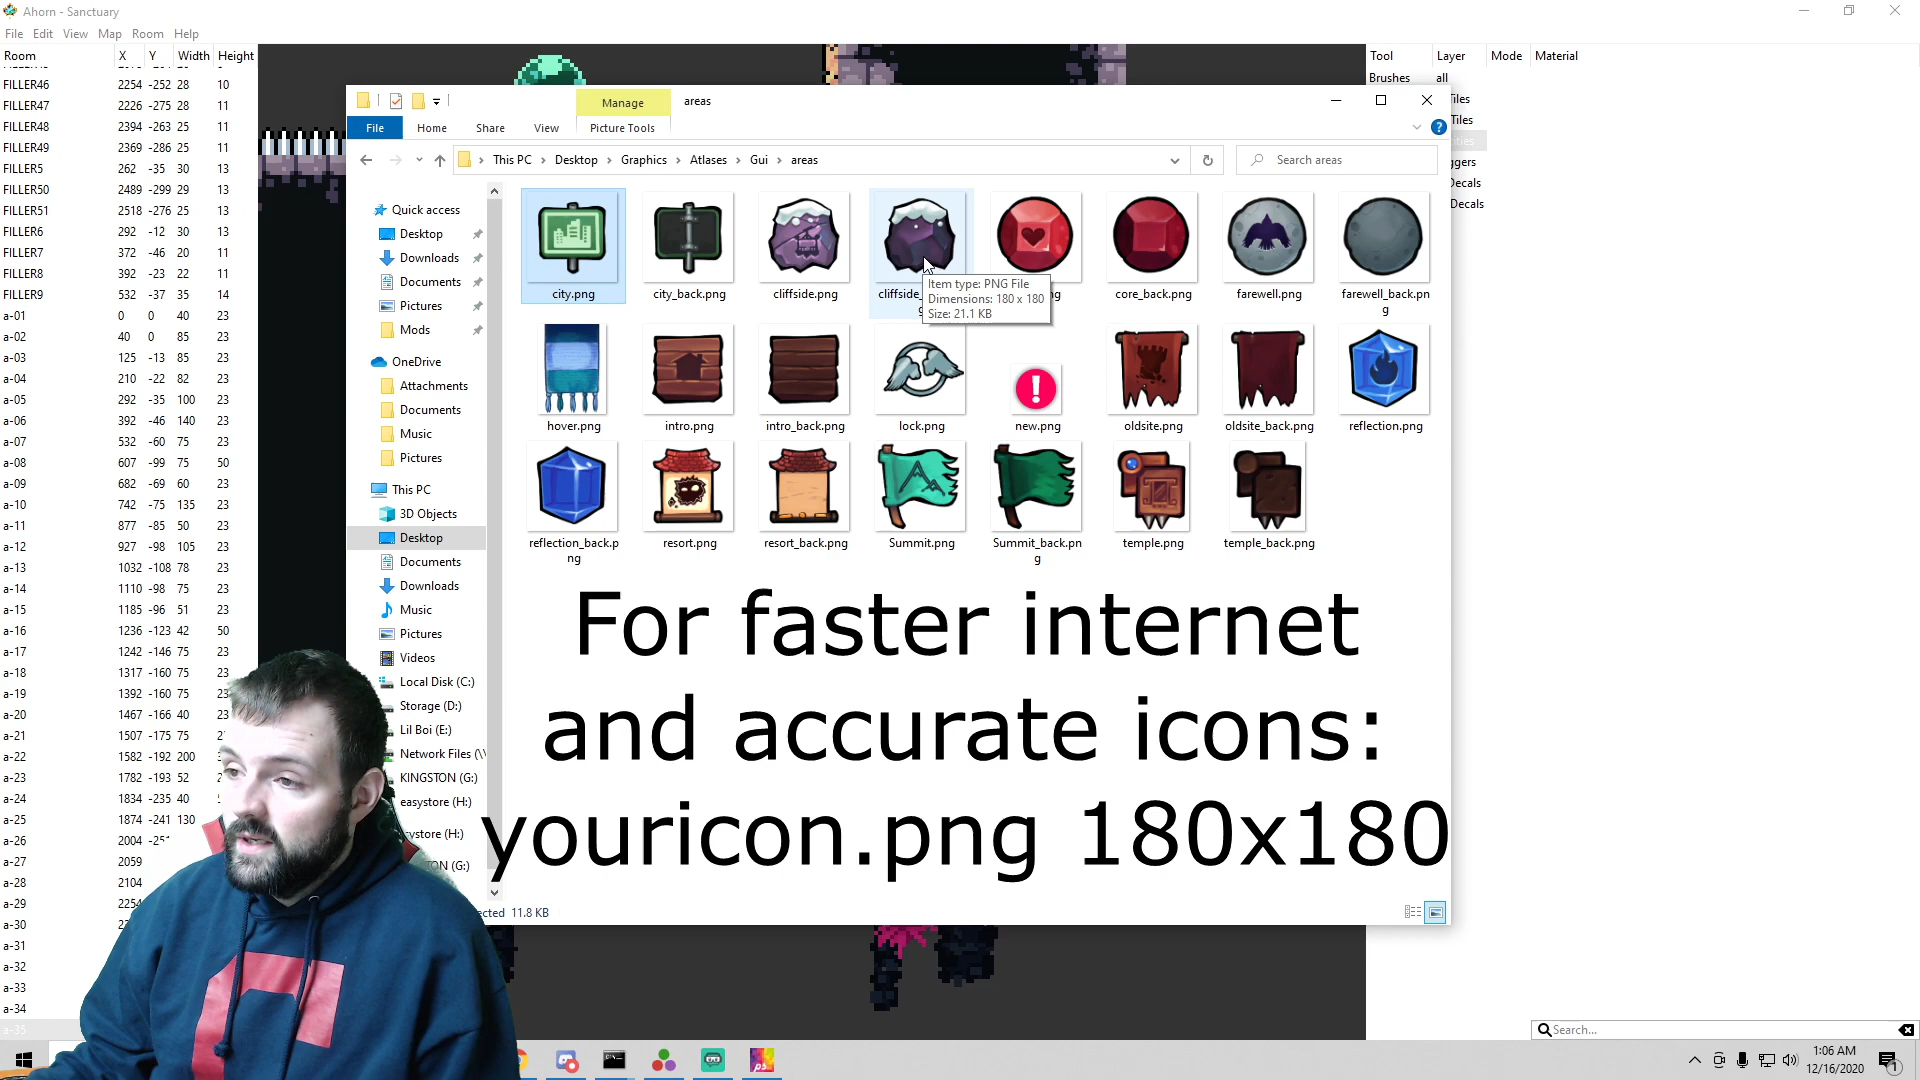 Ahorn - Sanctuary
File Edit View Map Room Help
Room X Y Width Height
FILLER46 2254 -252 28 10
FILLER47 2226 -275 28 11
FILLER48 2394 -263 25 11
FILLER49 2369 -286 25 11
FILLER5 262 -35 30 13
FILLER50 2489 -299 29 13
FILLER51 2518 -276 25 13
FILLER6 292 -12 30 13
FILLER7 372 -46 20 11
FILLER8 392 -23 22 11
FILLER9 532 -37 35 14
a-01 0 0 40 23
a-02 40 0 85 23
a-03 125 -13 85 23
a-04 210 -22 82 23
a-05 292 -35 100 23
a-06 392 -46 140 23
a-07 532 -60 75 23
a-08 607 -99 75 50
a-09 682 -69 60 23
a-10 742 -75 135 23
a-11 877 -85 50 23
a-12 927 -98 105 23
a-13 1032 -108 78 23
a-14 1110 -98 75 23
a-15 1185 -96 51 23
a-16 1236 -123 42 50
a-17 1242 -146 75 23
a-18 1317 -160 75 23
a-19 1392 -160 75
a-20 1467 -166 40 23
a-21 1507 -175 75
a-22 1582 -192 200
a-23 1782 -193 52
a-24 1834 -235 40
a-25 1874 -241 130
a-26 2004
a-27 2059
a-28 2104
a-29
a-30
a-31
a-32
a-33
a-34
a-35
Manage areas
File Home Share View Picture Tools
This PC Desktop Graphics Atlases Gui areas
Search areas
Quick access
Desktop
Downloads
Documents
Pictures
Mods
OneDrive
Attachments
Documents
Music
Pictures
This PC
3D Objects
Desktop
Documents
Downloads
Music
Pictures
Videos
Local Disk (C:)
Storage (D:)
Lil Boi (E:)
Network Files (\\
KINGSTON (G:)
easystore (H:)
ystore (H:)
TON (G:)
city.png city_back.png cliffside.png cliffside_ core_back.png farewell.png farewell_back.pn
g
Item type: PNG File
Dimensions: 180 x 180
Size: 21.1 KB
hover.png intro.png intro_back.png lock.png new.png oldsite.png oldsite_back.png reflection.png
reflection_back.p
ng
resort.png resort_back.png Summit.png Summit_back.pn
g
temple.png temple_back.png
For faster internet
and accurate icons:
youricon.png 180x180
ected 11.8 KB
Tool Layer Mode Material
Brushes all
Tiles
Tiles
ities
ggers
Decals
Decals
Search...
1:06 AM
12/16/2020
1